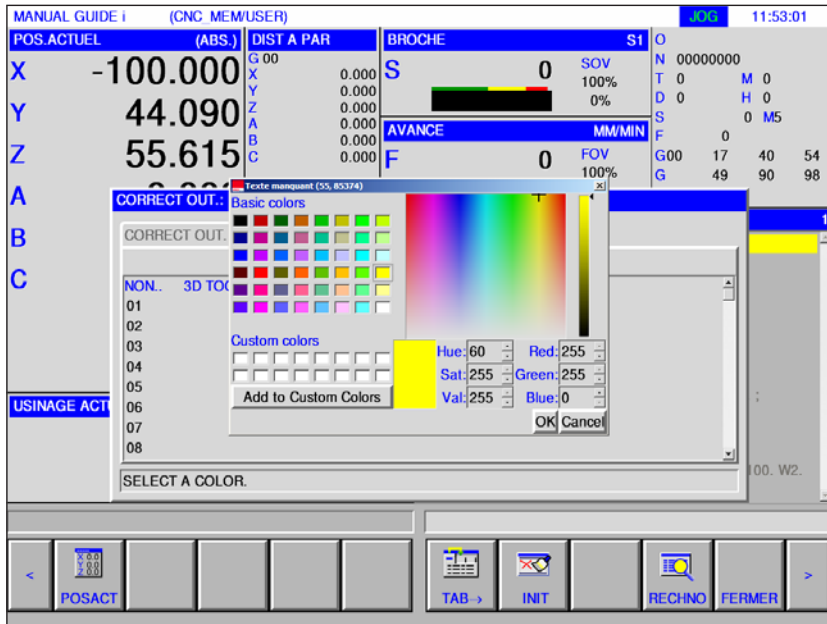 MANUAL GUIDE i (CNC_MEM/USER) JOG 11:53:01
POS.ACTUEL (ABS.)
X -100.000
Y 44.090
Z 55.615
A
B
C
DIST A PAR
G 00
X 0.000
Y 0.000
Z 0.000
A 0.000
B 0.000
C 0.000
BROCHE S1
S 0 SOV
100%
0%
AVANCE MM/MIN
F 0 FOV
100%
O
N 00000000
T 0 M 0
D 0 H 0
S 0 M5
F 0
G00 17 40 54
G 49 90 98
1
;
100. W2.
USINAGE ACTU
CORRECT OUT.:
CORRECT OUT.
NON.. 3D TOO
01
02
03
04
05
06
07
08
SELECT A COLOR.
Texte manquant (55, 85374)
Basic colors
Custom colors
Add to Custom Colors
Hue: 60 Red: 255
Sat: 255 Green: 255
Val: 255 Blue: 0
OK Cancel
< POSACT TAB→ INIT RECHNO FERMER >